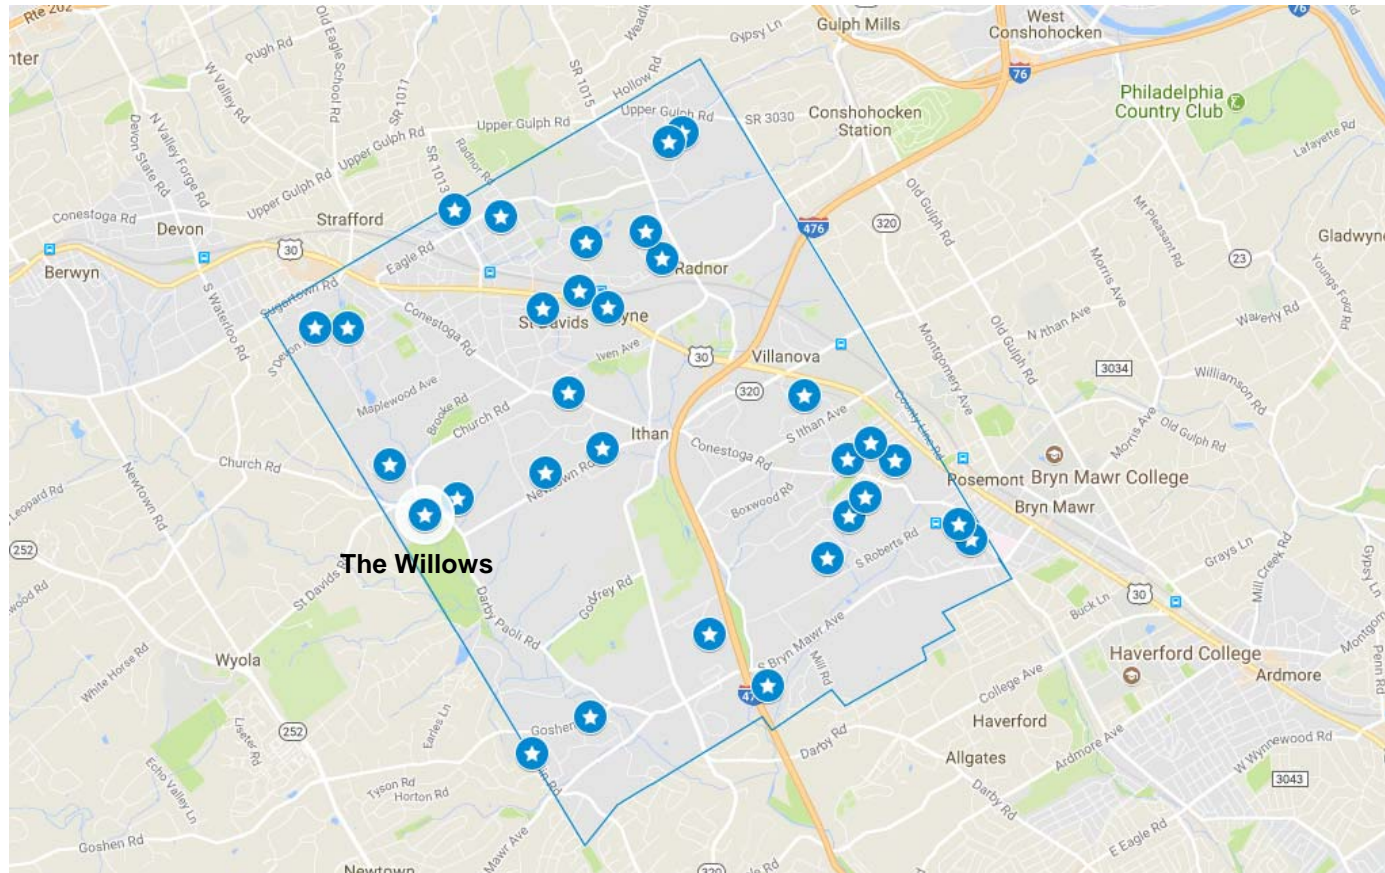 Rte 202
Old Eagle School Rd
Weadle
Gypsy Ln
Gulph Mills
West
Conshohocken
76
nter
Pugh Rd
W Valley Rd
SR 1011
SR 1015
Hollow Rd
76
Philadelphia
Country Club
Devon State Rd
N Valley Forge Rd
Upper Gulph Rd
Upper Gulph Rd
Upper Gulph Rd
SR 3030
Conshohocken
Station
Lafayette Rd
Upper Gulph Rd
SR 1013
Radnor Rd
Old Gulph Rd
Mt Pleasant Rd
Conestoga Rd
Devon
Strafford
476
320
Gladwyne
Berwyn
30
Eagle Rd
Radnor
23
Morris Ave
Youngs Ford Rd
Sugartown Rd
S Waterloo Rd
Conestoga Rd
St Davids
yne
Old Gulph Rd
Waverly Rd
S Devon
Iven Ave
30
Villanova
Montgomery Ave
3034
Williamson Rd
Maplewood Ave
Brooke Rd
Church Rd
320
S Ithan Ave
County Line Rd
Morris Ave
Old Gulph Rd
Ithan
Conestoga Rd
Church Rd
Newtown Rd
Rosemont
Bryn Mawr College
Leopard Rd
Newtown Rd
Boxwood Rd
Bryn Mawr
252
The Willows
S Roberts Rd
Grays Ln
Mill Creek Rd
Gypsy Ln
wood Rd
St Davids
Godfrey Rd
30
Buck Ln
Darby Paoli Rd
S Bryn Mawr Ave
Montgom
White Horse Rd
Wyola
Mill Rd
Haverford College
Penn Rd
College Ave
Ardmore
252
Earles Ln
Goshen
47
Haverford
Liseter Rd
Darby Rd
Allgates
Ardmore Ave
W Wynnewood Rd
Echo Valley Ln
Tyson Rd
Horton Rd
Darby Rd
3043
Goshen Rd
Mawr Ave
E Eagle Rd
Newtown
320